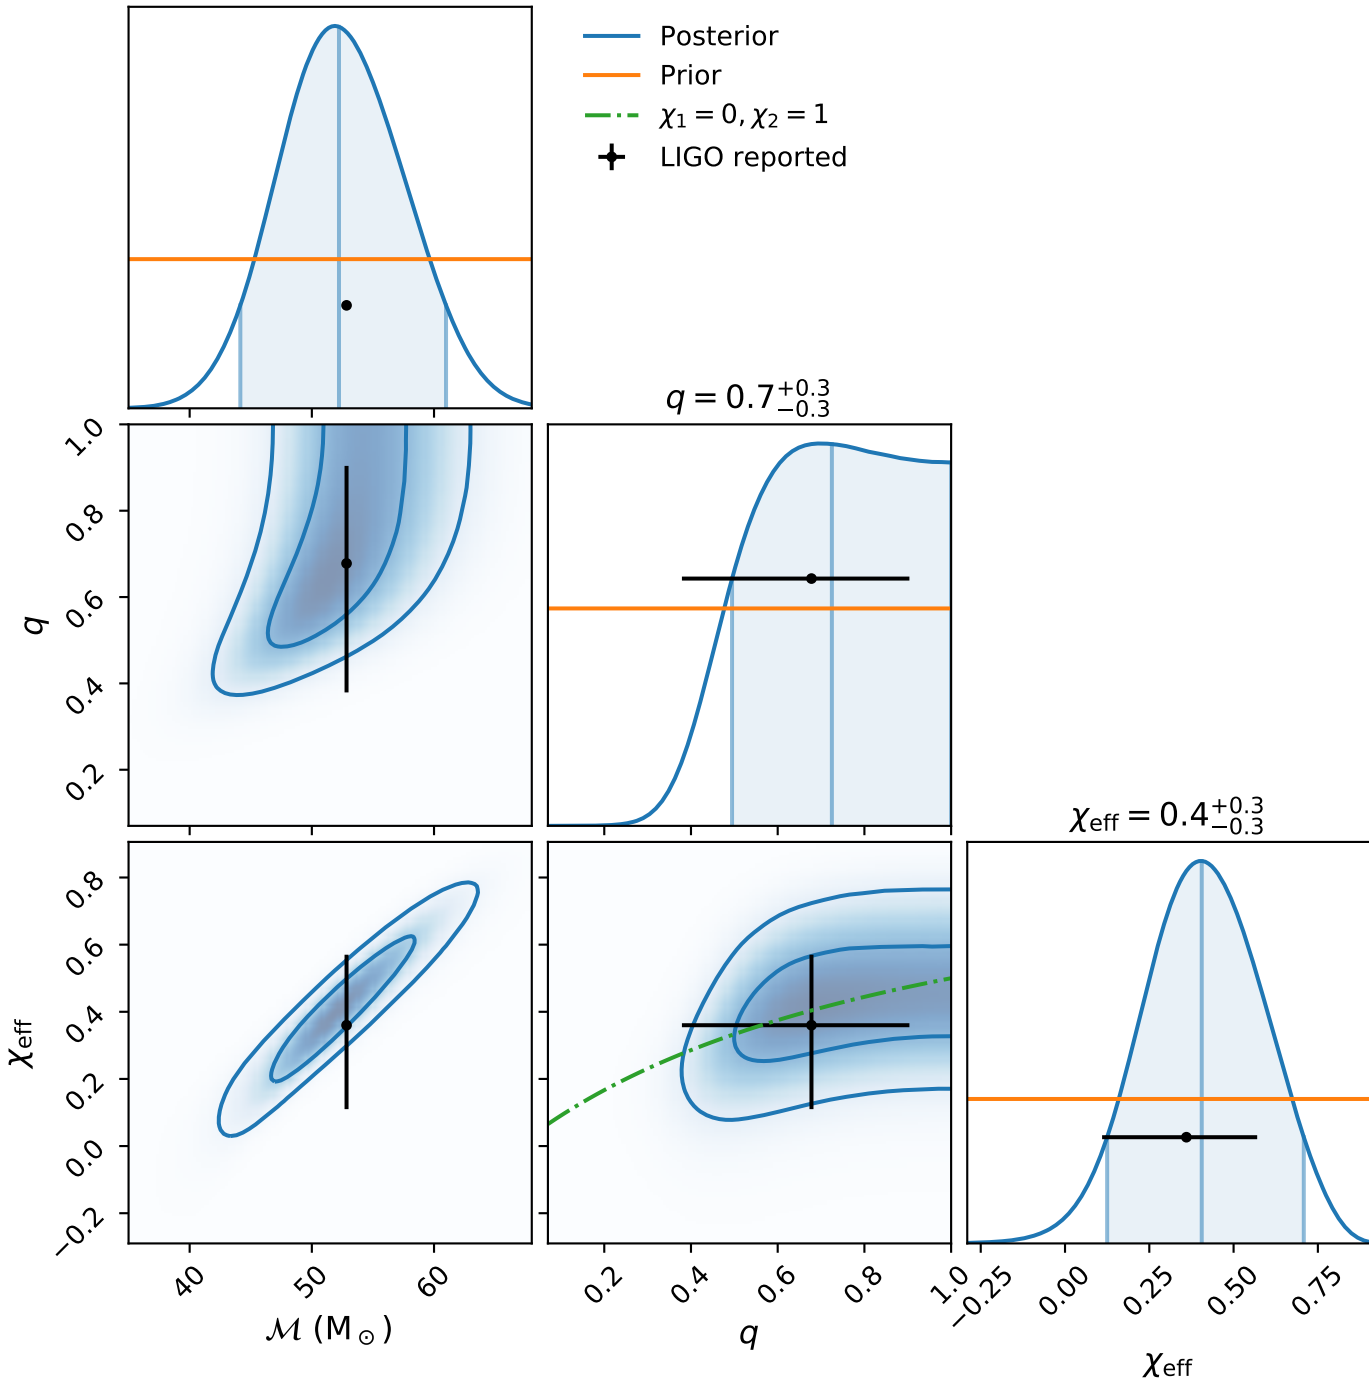 Posterior
Prior
χ₁ = 0, χ₂ = 1
LIGO reported
q = 0.7 +0.3 −0.3
1.0
0.8
0.6
0.4
0.2
q
χeff = 0.4 +0.3 −0.3
0.8
0.6
0.4
0.2
0.0
−0.2
χeff
40
50
60
ℳ (M⊙)
0.2
0.4
0.6
0.8
1.0
q
−0.25
0.00
0.25
0.50
0.75
χeff